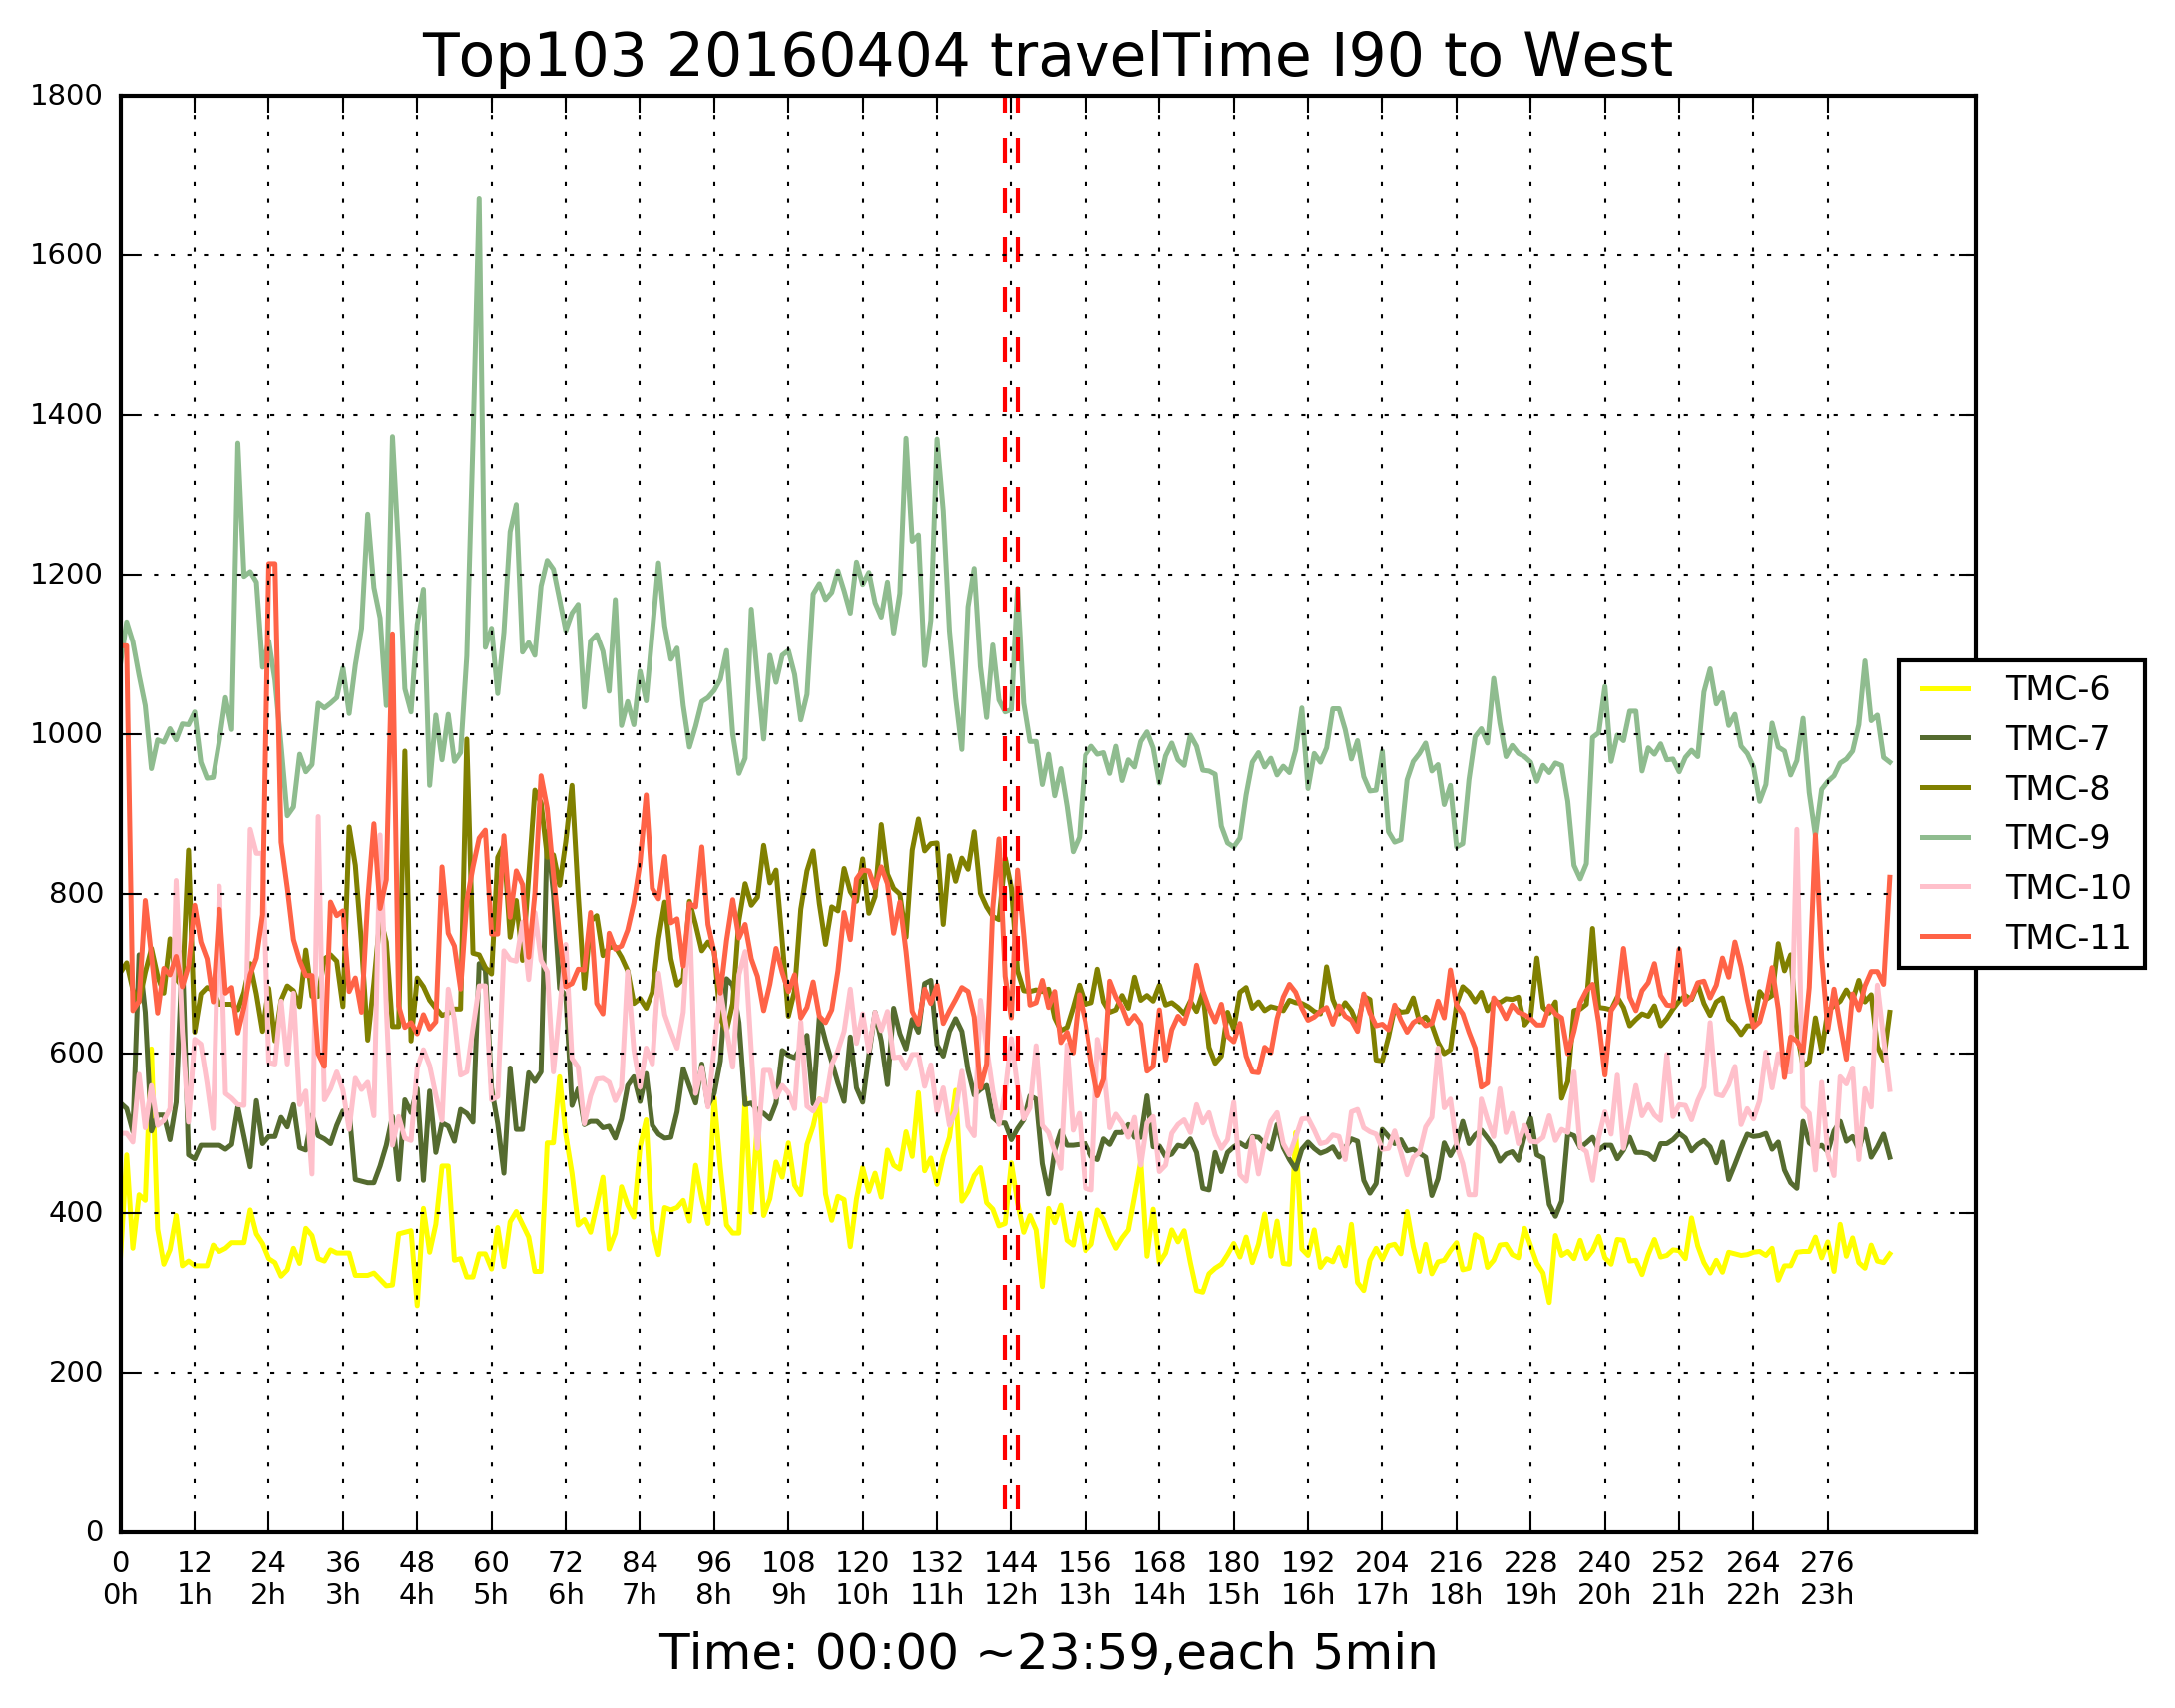 Top103 20160404 travelTime I90 to West
1800
1600
1400
1200
1000
800
600
400
200
0
TMC-6
TMC-7
TMC-8
TMC-9
TMC-10
TMC-11
0 12 24 36 48 60 72 84 96 108 120 132 144 156 168 180 192 204 216 228 240 252 264 276
0h 1h 2h 3h 4h 5h 6h 7h 8h 9h 10h 11h 12h 13h 14h 15h 16h 17h 18h 19h 20h 21h 22h 23h
Time: 00:00 ~23:59,each 5min